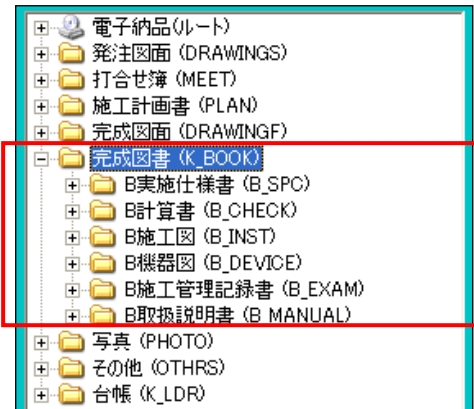 電子納品(ルート)
発注図面 (DRAWINGS)
打合せ簿 (MEET)
施工計画書 (PLAN)
完成図面 (DRAWINGF)
完成図書 (K_BOOK)
B実施仕様書 (B_SPC)
B計算書 (B_CHECK)
B施工図 (B_INST)
B機器図 (B_DEVICE)
B施工管理記録書 (B_EXAM)
B取扱説明書 (B_MANUAL)
写真 (PHOTO)
その他 (OTHRS)
台帳 (K_LDR)